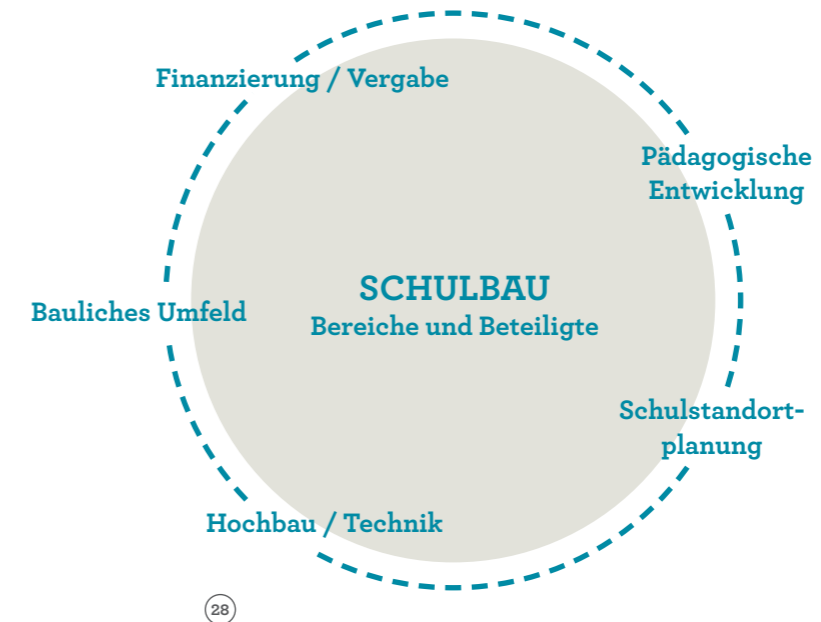 Finanzierung / Vergabe
Pädagogische
Entwicklung
SCHULBAU
Bereiche und Beteiligte
Bauliches Umfeld
Schulstandort-
planung
Hochbau / Technik
28